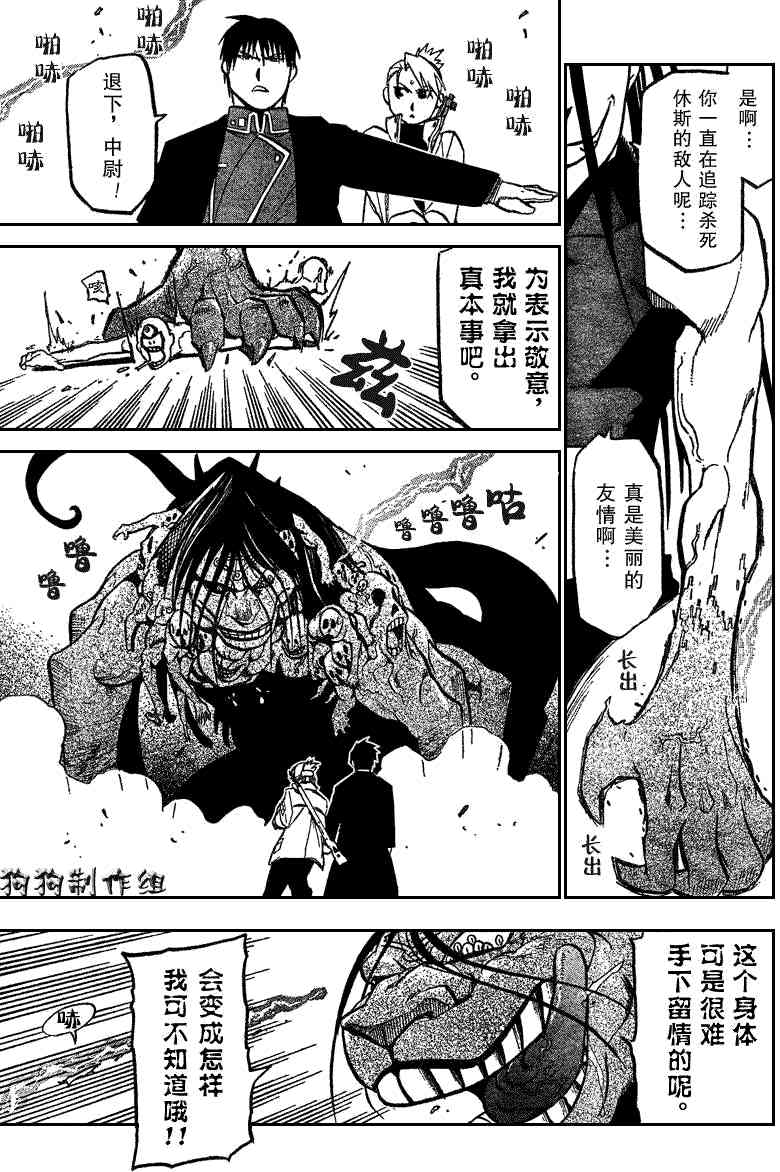 是啊…
你一直在追踪杀死
休斯的敌人呢…
真是美丽的
友情啊…
长出
长出
啪
哧
啪
哧
啪
哧
啪
哧
啪
哧
退下，中尉！
为表示敬意，
我就拿出
真本事吧。
咳
兹
咕
噜
噜
噜
噜
噜
狗狗制作组
这个身体
可是很难
手下留情的呢。
会变成怎样
我可不知道哦！！
哧